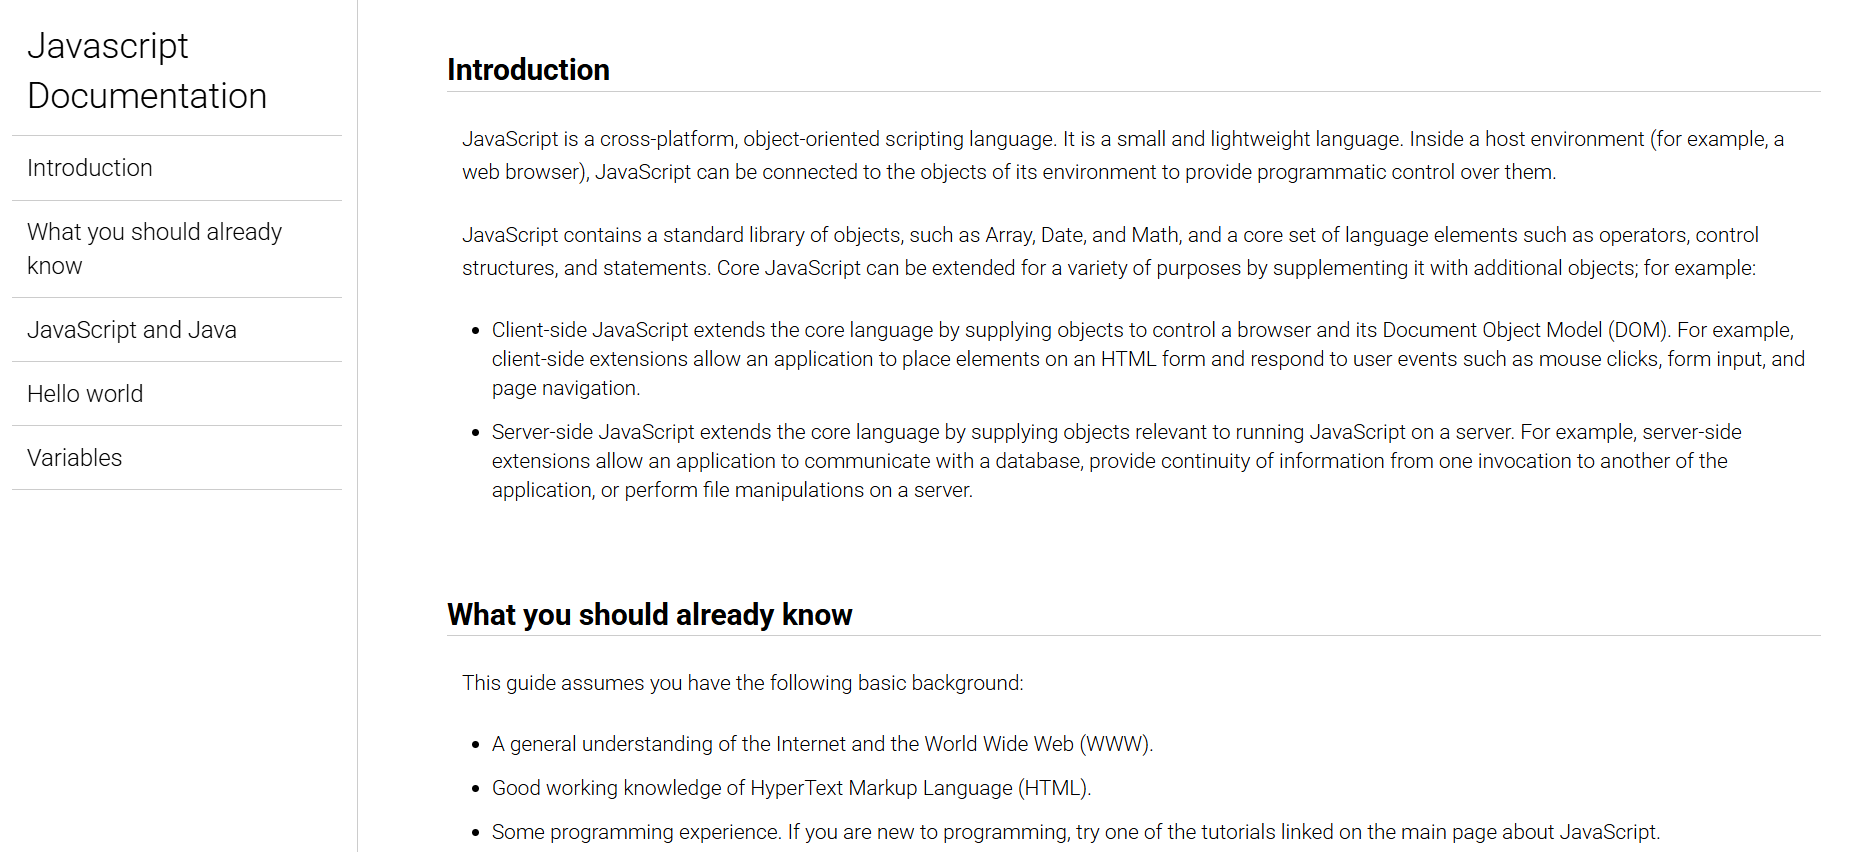 Javascript
Documentation
Introduction
What you should already
know
JavaScript and Java
Hello world
Variables
Introduction
JavaScript is a cross-platform, object-oriented scripting language. It is a small and lightweight language. Inside a host environment (for example, a
web browser), JavaScript can be connected to the objects of its environment to provide programmatic control over them.
JavaScript contains a standard library of objects, such as Array, Date, and Math, and a core set of language elements such as operators, control
structures, and statements. Core JavaScript can be extended for a variety of purposes by supplementing it with additional objects; for example:
• Client-side JavaScript extends the core language by supplying objects to control a browser and its Document Object Model (DOM). For example,
client-side extensions allow an application to place elements on an HTML form and respond to user events such as mouse clicks, form input, and
page navigation.
• Server-side JavaScript extends the core language by supplying objects relevant to running JavaScript on a server. For example, server-side
extensions allow an application to communicate with a database, provide continuity of information from one invocation to another of the
application, or perform file manipulations on a server.
What you should already know
This guide assumes you have the following basic background:
• A general understanding of the Internet and the World Wide Web (WWW).
• Good working knowledge of HyperText Markup Language (HTML).
• Some programming experience. If you are new to programming, try one of the tutorials linked on the main page about JavaScript.